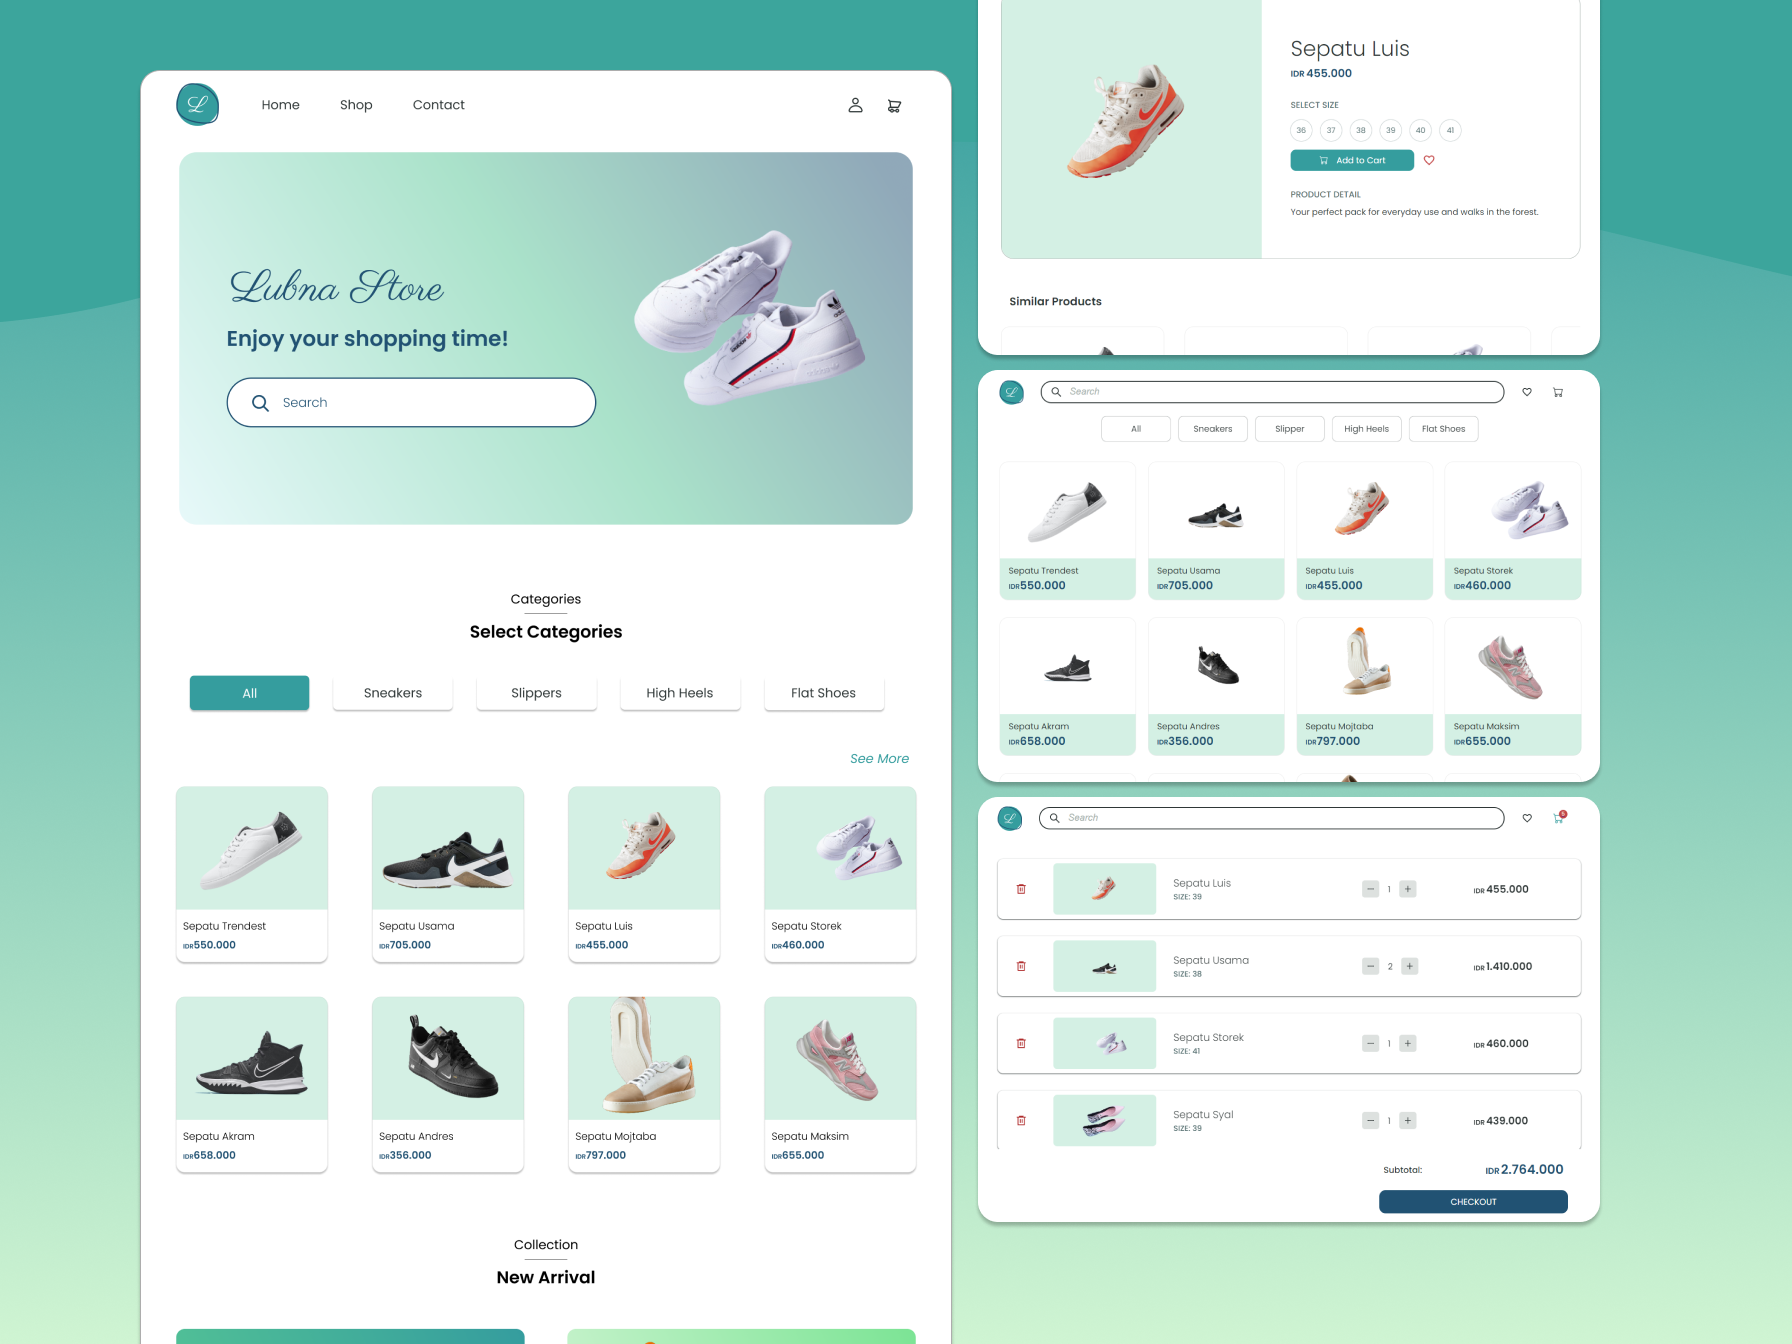 L
Home Shop Contact
Lubna Store
Enjoy your shopping time!
Search
Categories
Select Categories
All Sneakers Slippers High Heels Flat Shoes
See More
Sepatu Trendest
IDR550.000
Sepatu Usama
IDR705.000
Sepatu Luis
IDR455.000
Sepatu Storek
IDR460.000
Sepatu Akram
IDR658.000
Sepatu Andres
IDR356.000
Sepatu Mojtaba
IDR797.000
Sepatu Maksim
IDR655.000
Collection
New Arrival
Sepatu Luis
IDR 455.000
SELECT SIZE
36 37 38 39 40 41
Add to Cart
PRODUCT DETAIL
Your perfect pack for everyday use and walks in the forest.
Similar Products
L
Search
All Sneakers Slipper High Heels Flat Shoes
Sepatu Trendest
IDR550.000
Sepatu Usama
IDR705.000
Sepatu Luis
IDR455.000
Sepatu Storek
IDR460.000
Sepatu Akram
IDR658.000
Sepatu Andres
IDR356.000
Sepatu Mojtaba
IDR797.000
Sepatu Maksim
IDR655.000
L
Search
Sepatu Luis
SIZE: 39
1
IDR 455.000
Sepatu Usama
SIZE: 38
2
IDR 1.410.000
Sepatu Storek
SIZE: 41
1
IDR 460.000
Sepatu Syal
SIZE: 39
1
IDR 439.000
Subtotal: IDR 2.764.000
CHECKOUT